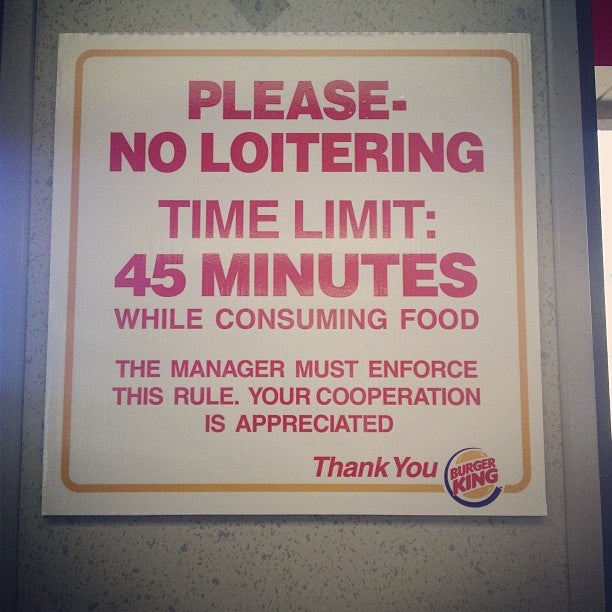 PLEASE-
NO LOITERING
TIME LIMIT:
45 MINUTES
WHILE CONSUMING FOOD
THE MANAGER MUST ENFORCE
THIS RULE. YOUR COOPERATION
IS APPRECIATED
Thank You
BURGER
KING